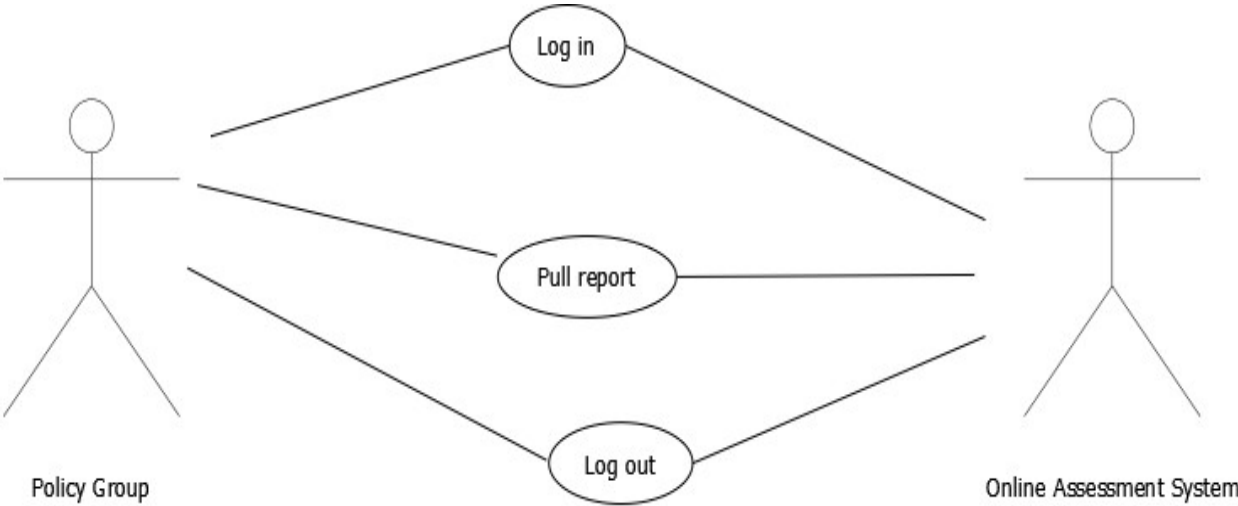 Log in
Pull report
Log out
Policy Group
Online Assessment System